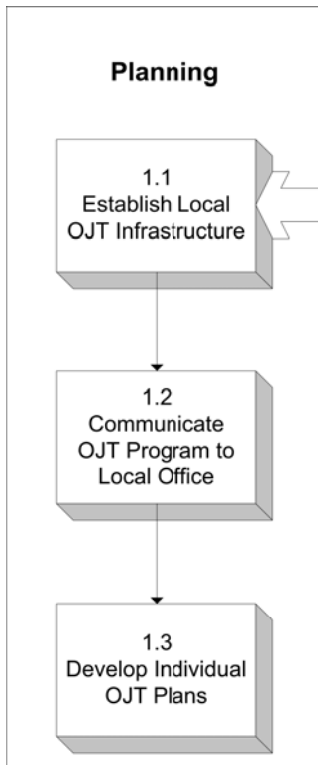 Planning
1.1
Establish Local
OJT Infrastructure
1.2
Communicate
OJT Program to
Local Office
1.3
Develop Individual
OJT Plans